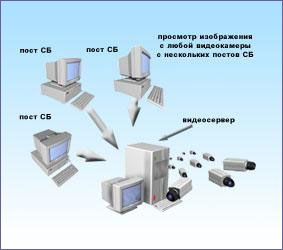 пост СБ
пост СБ
просмотр изображения
с любой видеокамеры
с нескольких постов СБ
пост СБ
видеосервер